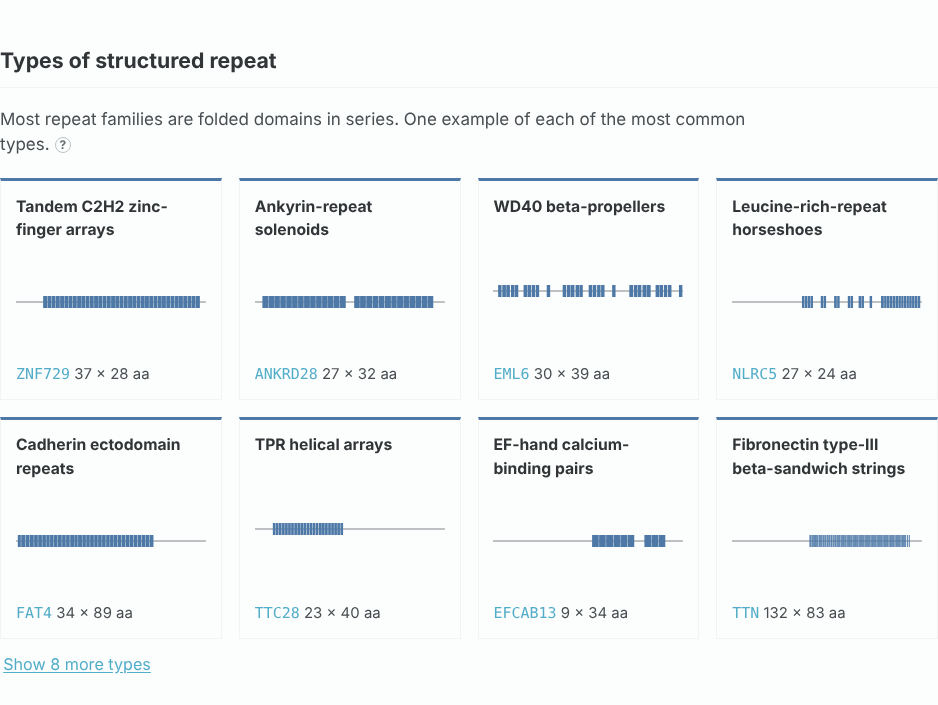 Types of structured repeat
Most repeat families are folded domains in series. One example of each of the most common
types. ?
Tandem C2H2 zinc-
finger arrays
ZNF729 37 × 28 aa
Ankyrin-repeat
solenoids
ANKRD28 27 × 32 aa
WD40 beta-propellers
EML6 30 × 39 aa
Leucine-rich-repeat
horseshoes
NLRC5 27 × 24 aa
Cadherin ectodomain
repeats
FAT4 34 × 89 aa
TPR helical arrays
TTC28 23 × 40 aa
EF-hand calcium-
binding pairs
EFCAB13 9 × 34 aa
Fibronectin type-III
beta-sandwich strings
TTN 132 × 83 aa
Show 8 more types